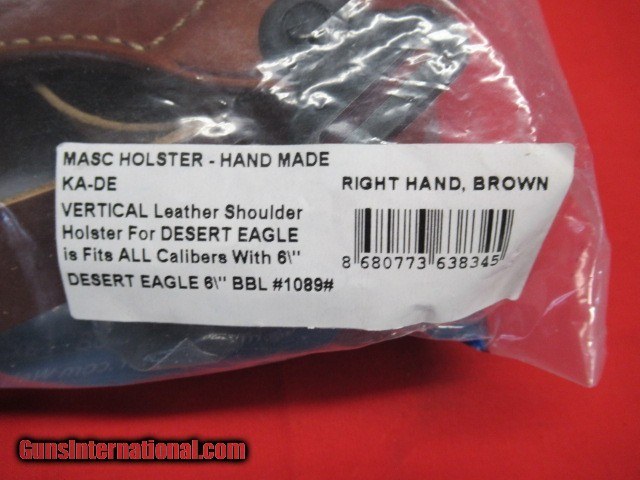 MASC HOLSTER - HAND MADE
KA-DE
RIGHT HAND, BROWN
VERTICAL Leather Shoulder
Holster For DESERT EAGLE
is Fits ALL Calibers With 6\"
8 680773 638345
DESERT EAGLE 6\" BBL #1089#
GunsInternational.com